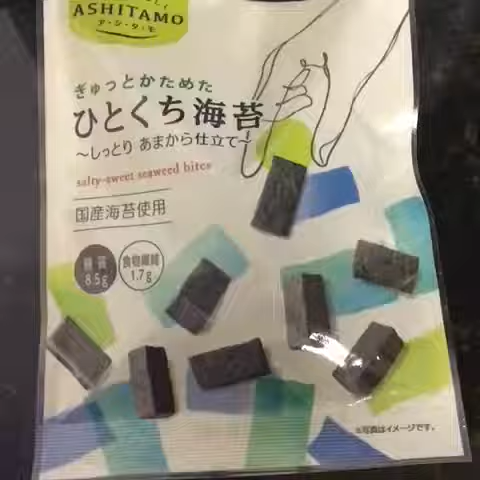 ASHITAMO
ア・シ・タ・モ
ぎゅっとかためた
ひとくち海苔
～しっとり あまから仕立て～
salty-sweet seaweed bites
国産海苔使用
糖質
8.5g
食物繊維
1.7g
※写真はイメージです。